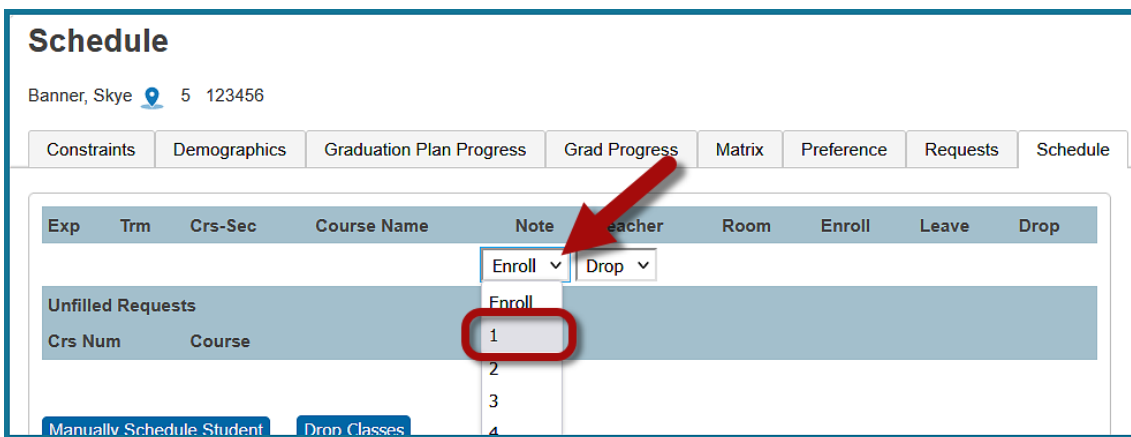 Schedule
Banner, Skye 5 123456
Constraints Demographics Graduation Plan Progress Grad Progress Matrix Preference Requests Schedule
Exp Trm Crs-Sec Course Name Note Room Enroll Leave Drop
Enroll Drop
Unfilled Requests Enroll
Crs Num Course 1
2
3
4
Manually Schedule Student Drop Classes